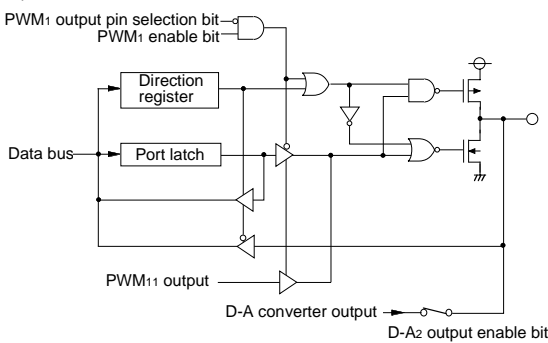 PWM1 output pin selection bit
PWM1 enable bit
Direction
register
Data bus
Port latch
PWM11 output
D-A converter output
D-A2 output enable bit